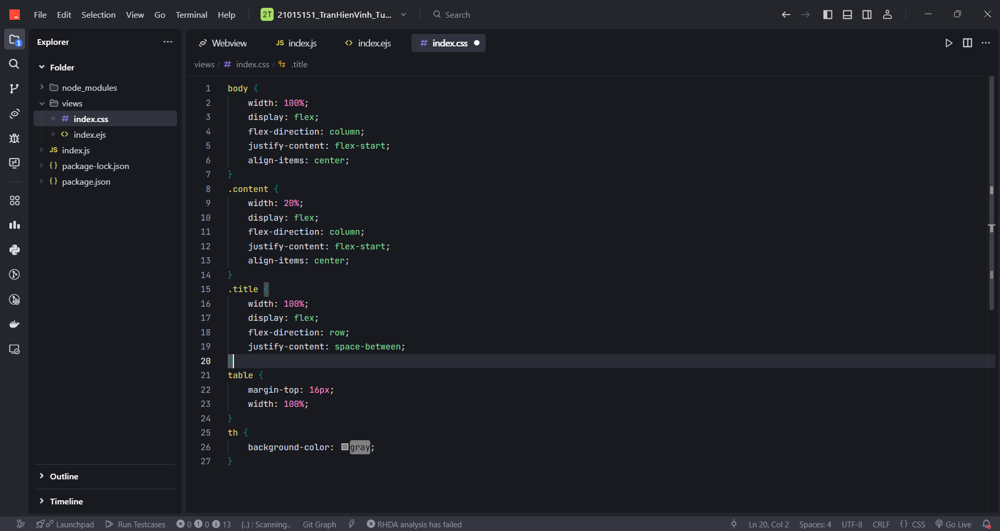 File Edit Selection View Go Terminal Help 2T 21015151_TranHienVinh_Tu... Search
1
Explorer
Folder
node_modules
views
# index.css
<> index.ejs
JS index.js
{} package-lock.json
{} package.json
Outline
Timeline
Webview JS index.js <> index.ejs # index.css
views / # index.css / .title
1 body {
2 width: 100%;
3 display: flex;
4 flex-direction: column;
5 justify-content: flex-start;
6 align-items: center;
7 }
8 .content {
9 width: 20%;
10 display: flex;
11 flex-direction: column;
12 justify-content: flex-start;
13 align-items: center;
14 }
15 .title {
16 width: 100%;
17 display: flex;
18 flex-direction: row;
19 justify-content: space-between;
20 }
21 table {
22 margin-top: 16px;
23 width: 100%;
24 }
25 th {
26 background-color: gray;
27 }
Launchpad Run Testcases 0 0 13 {..} : Scanning.. Git Graph RHDA analysis has failed Ln 20, Col 2 Spaces: 4 UTF-8 CRLF {} CSS Go Live